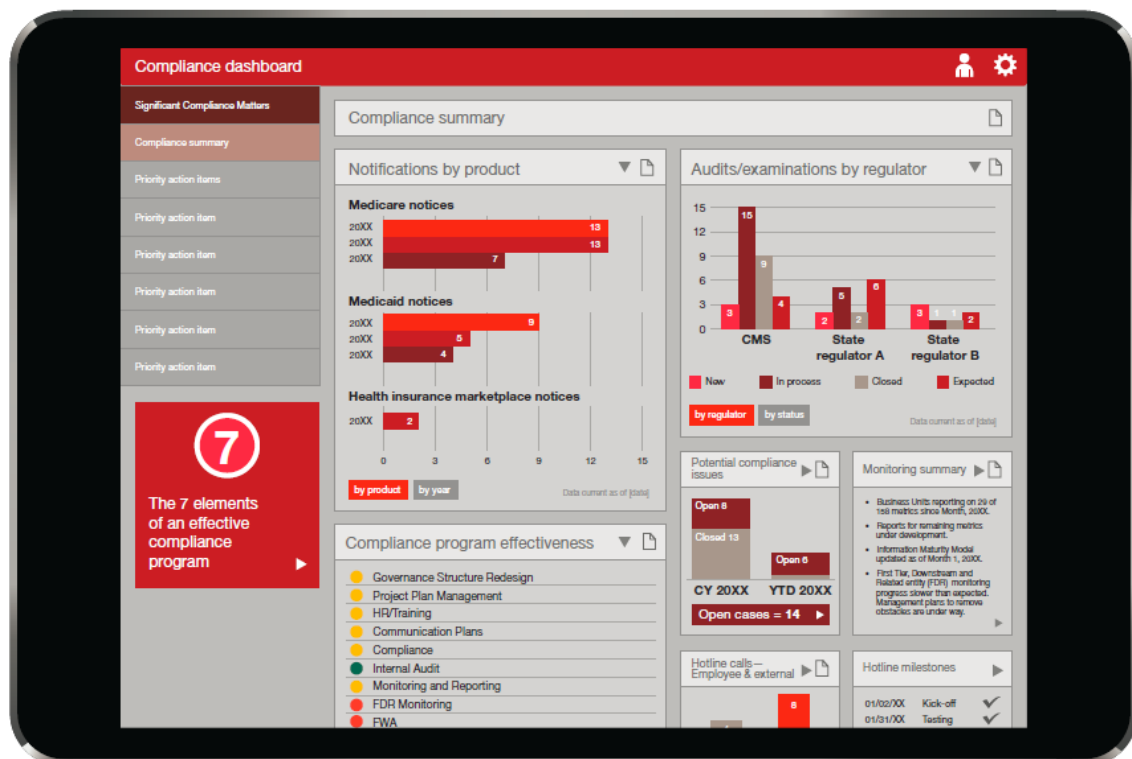 Compliance dashboard
Significant Compliance Matters
Compliance summary
Priority action items
Priority action item
Priority action item
Priority action item
Priority action item
Priority action item
7
The 7 elements
of an effective
compliance
program
Compliance summary
Notifications by product
Medicare notices
20XX 13
20XX 13
20XX 7
Medicaid notices
20XX 9
20XX 5
20XX 4
Health insurance marketplace notices
20XX 2
0 3 6 9 12 15
by product by year Data current as of [data]
Compliance program effectiveness
Governance Structure Redesign
Project Plan Management
HR/Training
Communication Plans
Compliance
Internal Audit
Monitoring and Reporting
FDR Monitoring
FWA
Audits/examinations by regulator
15
12
9
6
3
0
3 15 9 4
2 5 2 6
3 1 1 2
CMS State State
regulator A regulator B
New In process Closed Expected
by regulator by status Data current as of [data]
Potential compliance
issues
Open 8
Closed 13
Open 6
CY 20XX YTD 20XX
Open cases = 14
Monitoring summary
• Business Units reporting on 29 of
158 metrics since Month, 20XX.
• Reports for remaining metrics
under development.
• Information Maturity Model
updated as of Month 1, 20XX.
• First Tier, Downstream and
Related entity (FDR) monitoring
progress slower than expected.
Management plans to remove
obstacles are under way.
Hotline calls—
Employee & external
8
Hotline milestones
01/02/XX Kick-off
01/31/XX Testing